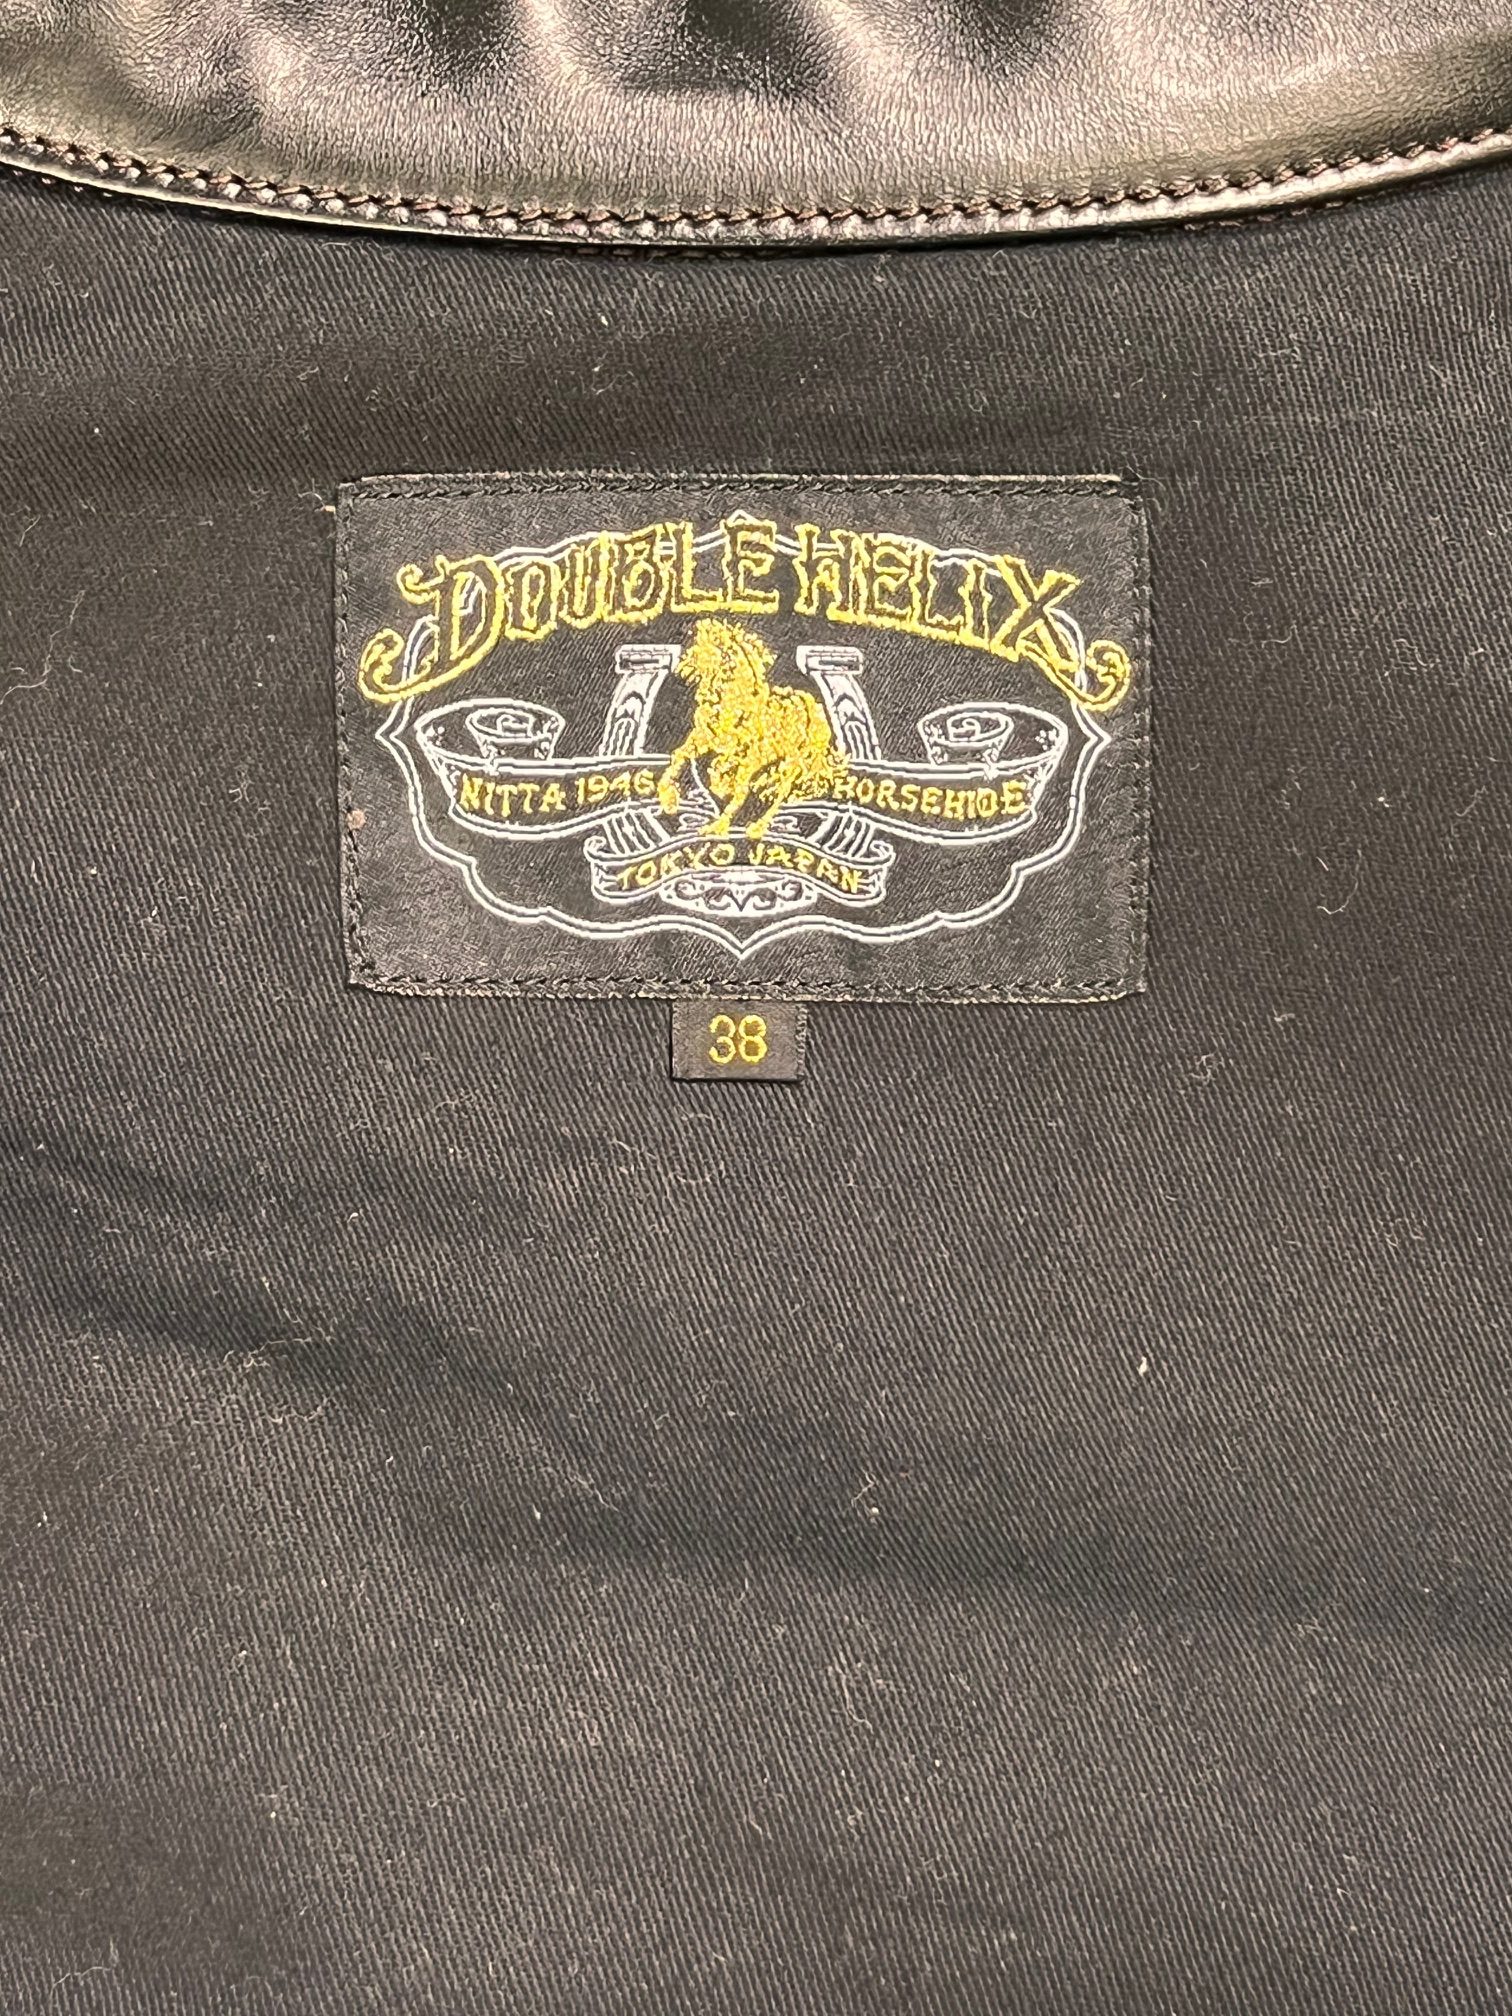 DOUBLE HELIX
NITTA 1946 HORSEHIDE
TOKYO JAPAN
38